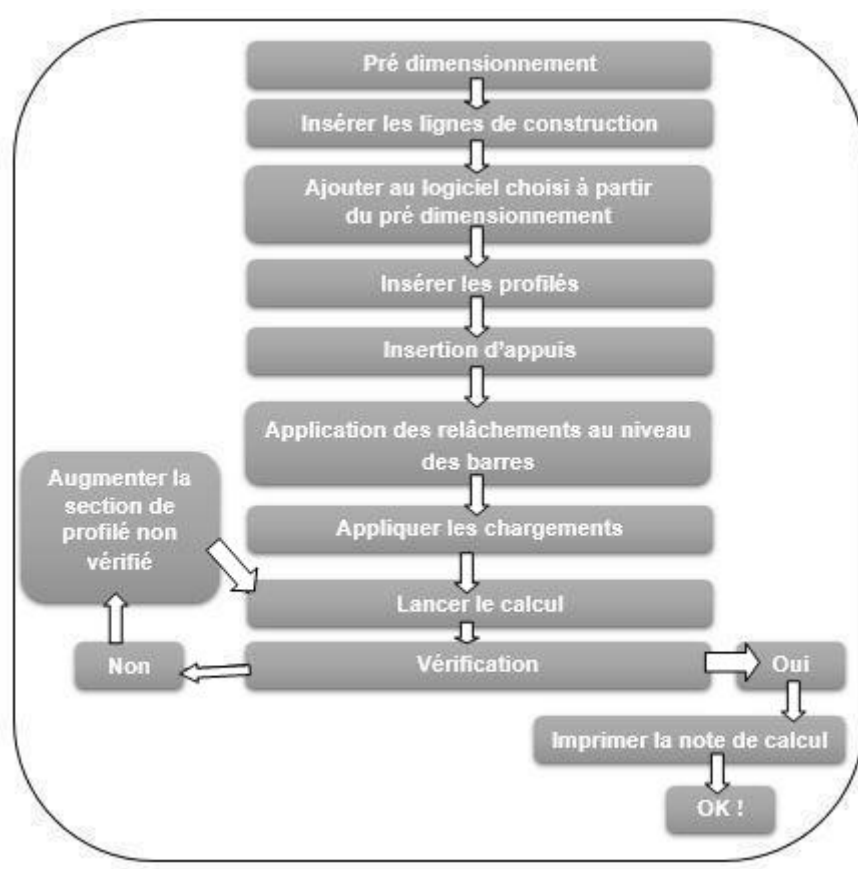 Pré dimensionnement
Insérer les lignes de construction
Ajouter au logiciel choisi à partir
du pré dimensionnement
Insérer les profilés
Insertion d’appuis
Application des relâchements au niveau
des barres
Augmenter la
section de
profilé non
vérifié
Appliquer les chargements
Lancer le calcul
Non
Vérification
Oui
Imprimer la note de calcul
OK !